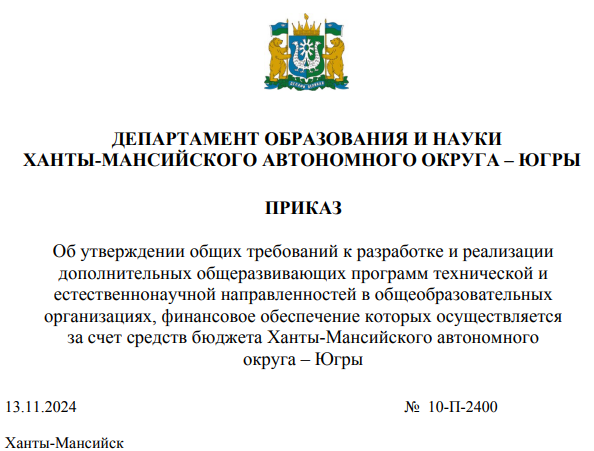 ДЕПАРТАМЕНТ ОБРАЗОВАНИЯ И НАУКИ
ХАНТЫ-МАНСИЙСКОГО АВТОНОМНОГО ОКРУГА – ЮГРЫ
ПРИКАЗ
Об утверждении общих требований к разработке и реализации
дополнительных общеразвивающих программ технической и
естественнонаучной направленностей в общеобразовательных
организациях, финансовое обеспечение которых осуществляется
за счет средств бюджета Ханты-Мансийского автономного
округа – Югры
13.11.2024 № 10-П-2400
Ханты-Мансийск